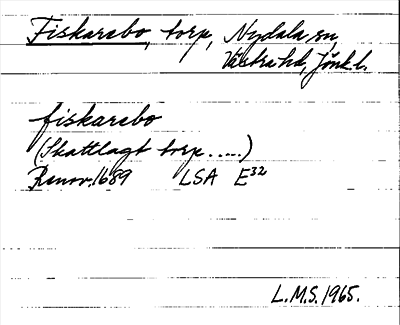 Fiskarebo, torp, Nydala sn,
Västra hd, Jönk.l.
fiskarebo
(Skattlagt torp.....)
Renov. 1689 LSA E32
L.M.S. 1965.